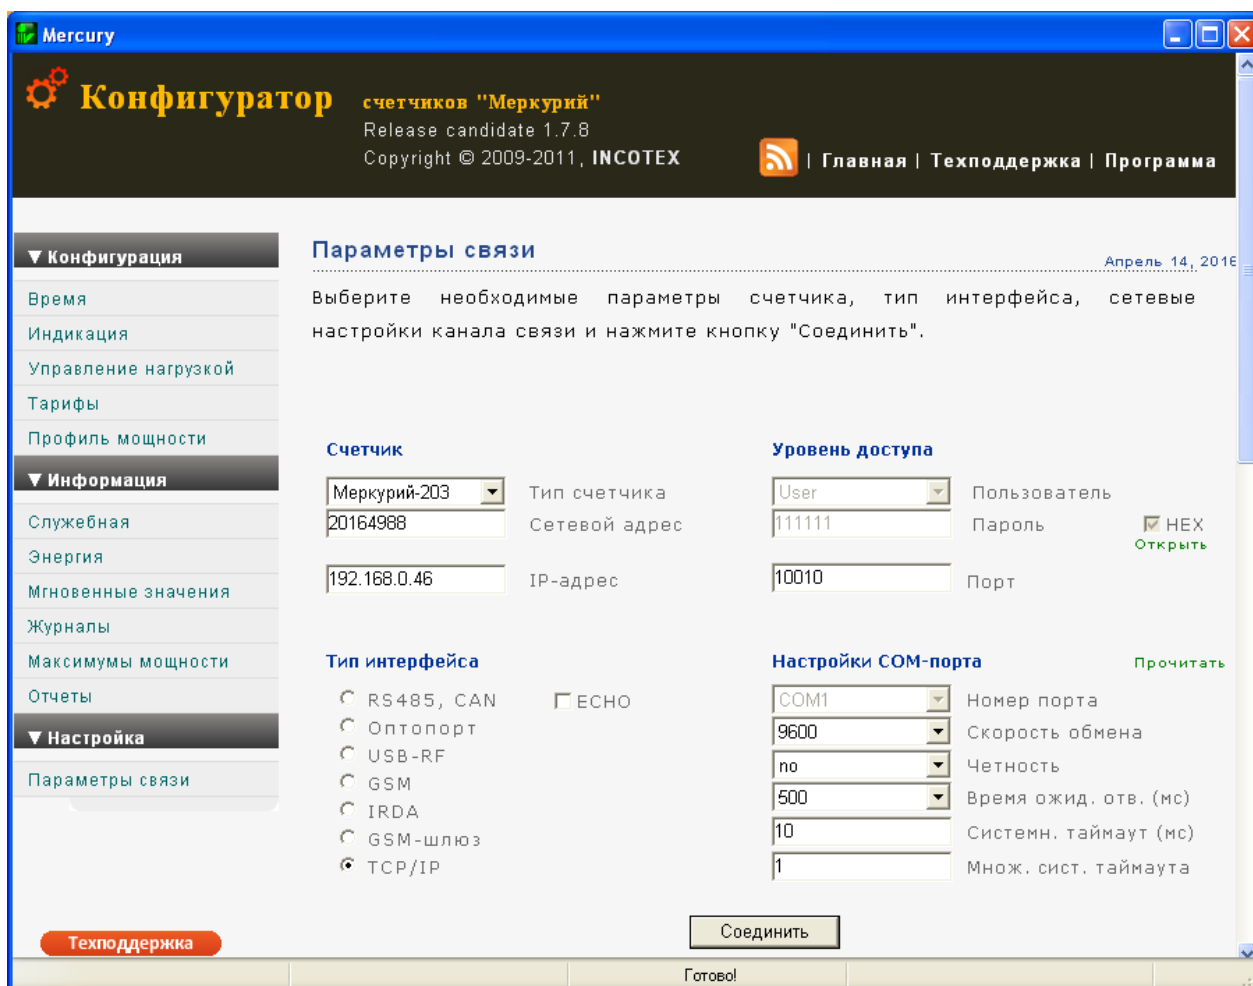 Mercury
Конфигуратор
счетчиков "Меркурий"
Release candidate 1.7.8
Copyright © 2009-2011, INCOTEX
| Главная | Техподдержка | Программа
▼ Конфигурация
Время
Индикация
Управление нагрузкой
Тарифы
Профиль мощности
▼ Информация
Служебная
Энергия
Мгновенные значения
Журналы
Максимумы мощности
Отчеты
▼ Настройка
Параметры связи
Техподдержка
Параметры связи
Апрель 14, 2016
Выберите необходимые параметры счетчика, тип интерфейса, сетевые
настройки канала связи и нажмите кнопку "Соединить".
Счетчик
Меркурий-203 Тип счетчика
20164988 Сетевой адрес
192.168.0.46 IP-адрес
Уровень доступа
User Пользователь
111111 Пароль HEX
Открыть
10010 Порт
Тип интерфейса
RS485, CAN ECHO
Оптопорт
USB-RF
GSM
IRDA
GSM-шлюз
TCP/IP
Настройки COM-порта Прочитать
COM1 Номер порта
9600 Скорость обмена
no Четность
500 Время ожид. отв. (мс)
10 Системн. таймаут (мс)
1 Множ. сист. таймаута
Соединить
Готово!